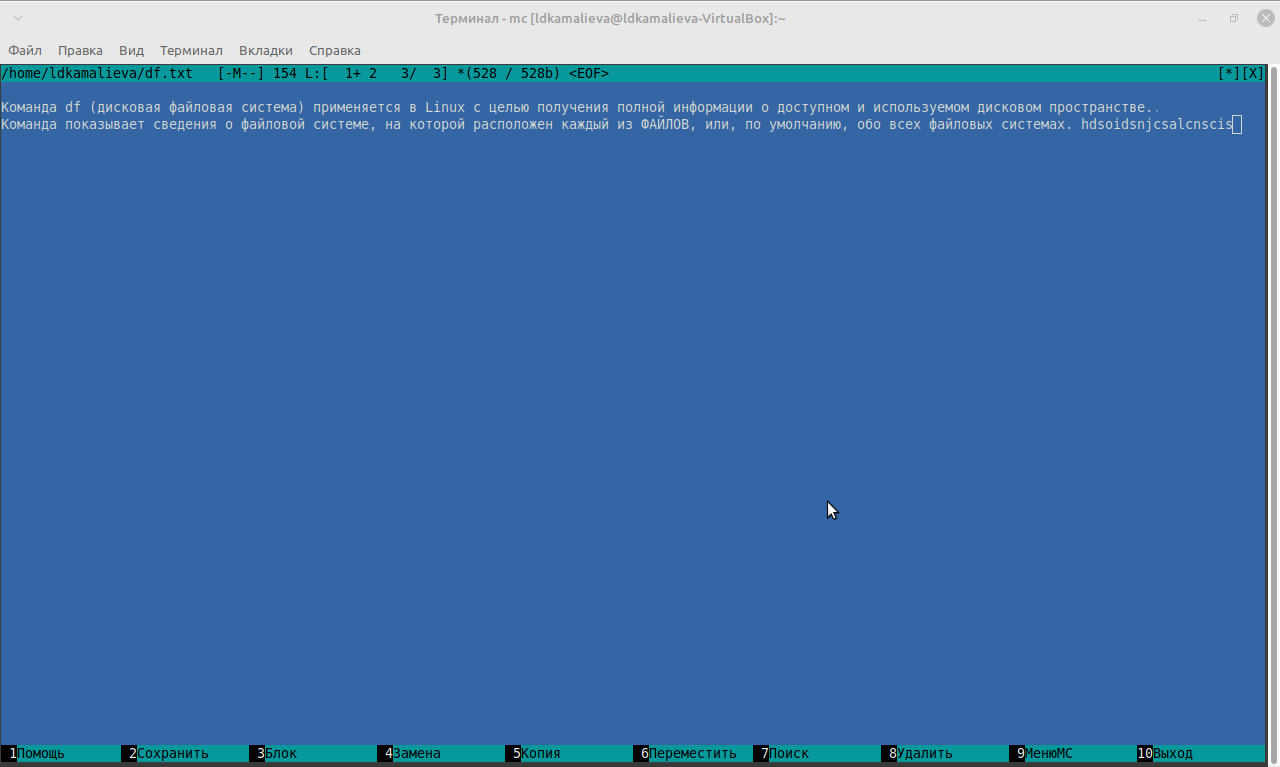 Терминал - mc [ldkamalieva@ldkamalieva-VirtualBox]:~
Файл Правка Вид Терминал Вкладки Справка
/home/ldkamalieva/df.txt [-M--] 154 L:[ 1+ 2 3/ 3] *(528 / 528b) <EOF> [*][X]
Команда df (дисковая файловая система) применяется в Linux с целью получения полной информации о доступном и используемом дисковом пространстве..
Команда показывает сведения о файловой системе, на которой расположен каждый из ФАЙЛОВ, или, по умолчанию, обо всех файловых системах. hdsoidsnjcsalcnscis
1Помощь 2Сохранить 3Блок 4Замена 5Копия 6Переместить 7Поиск 8Удалить 9МенюMC 10Выход